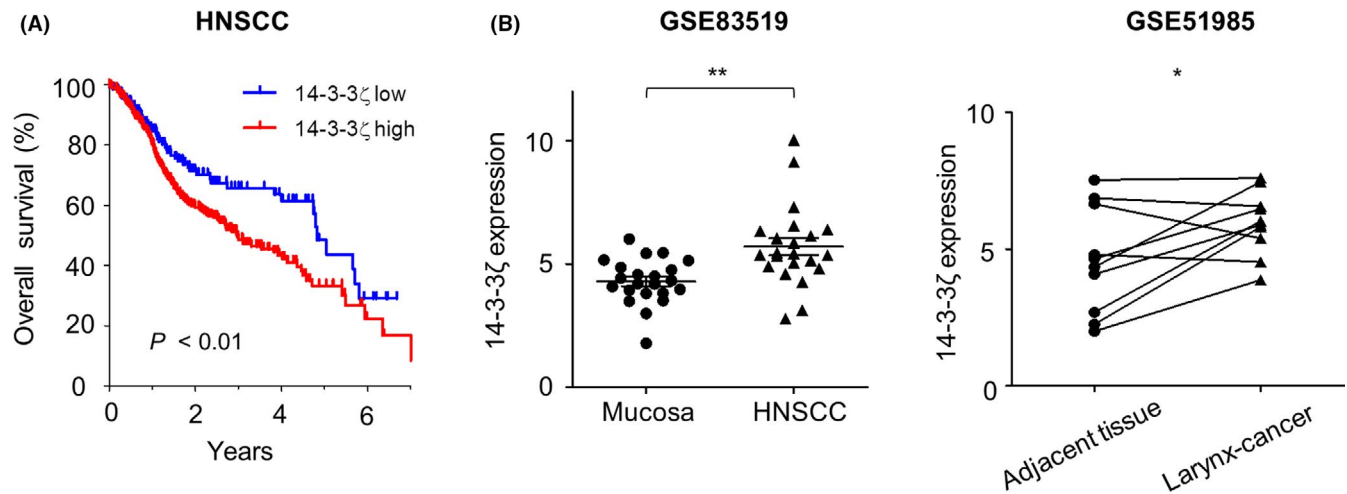 (A)
HNSCC
Overall survival (%)
100
80
60
40
20
0
0
2
4
6
Years
14-3-3ζ low
14-3-3ζ high
P < 0.01
(B)
GSE83519
**
14-3-3ζ expression
10
5
0
Mucosa
HNSCC
GSE51985
*
14-3-3ζ expression
10
5
0
Adjacent tissue
Larynx-cancer